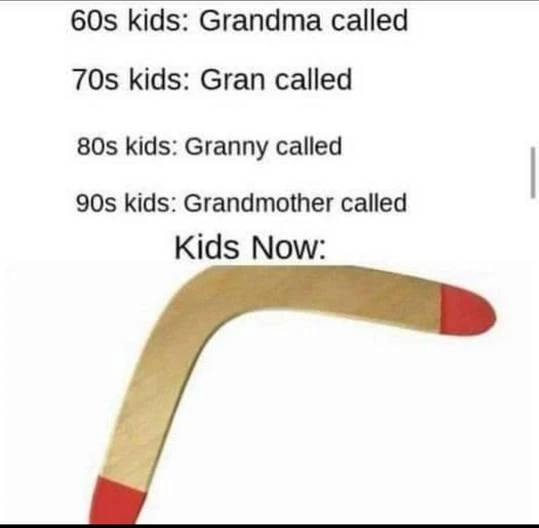 60s kids: Grandma called
70s kids: Gran called
80s kids: Granny called
90s kids: Grandmother called
Kids Now: